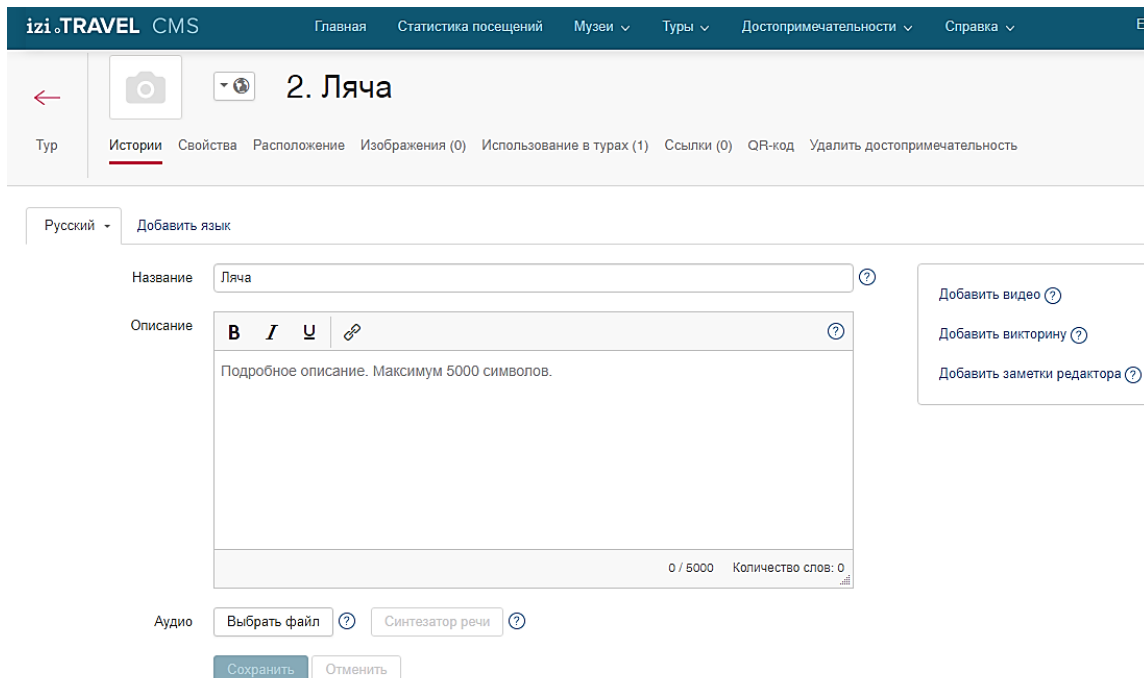 izi.TRAVEL CMS Главная Статистика посещений Музеи Туры Достопримечательности Справка
2. Ляча
Тур Истории Свойства Расположение Изображения (0) Использование в турах (1) Ссылки (0) QR-код Удалить достопримечательность
Русский Добавить язык
Название Ляча ?
Добавить видео ?
Описание B I U ?
Добавить викторину ?
Подробное описание. Максимум 5000 символов.
Добавить заметки редактора ?
0 / 5000 Количество слов: 0
Аудио Выбрать файл ? Синтезатор речи ?
Сохранить Отменить